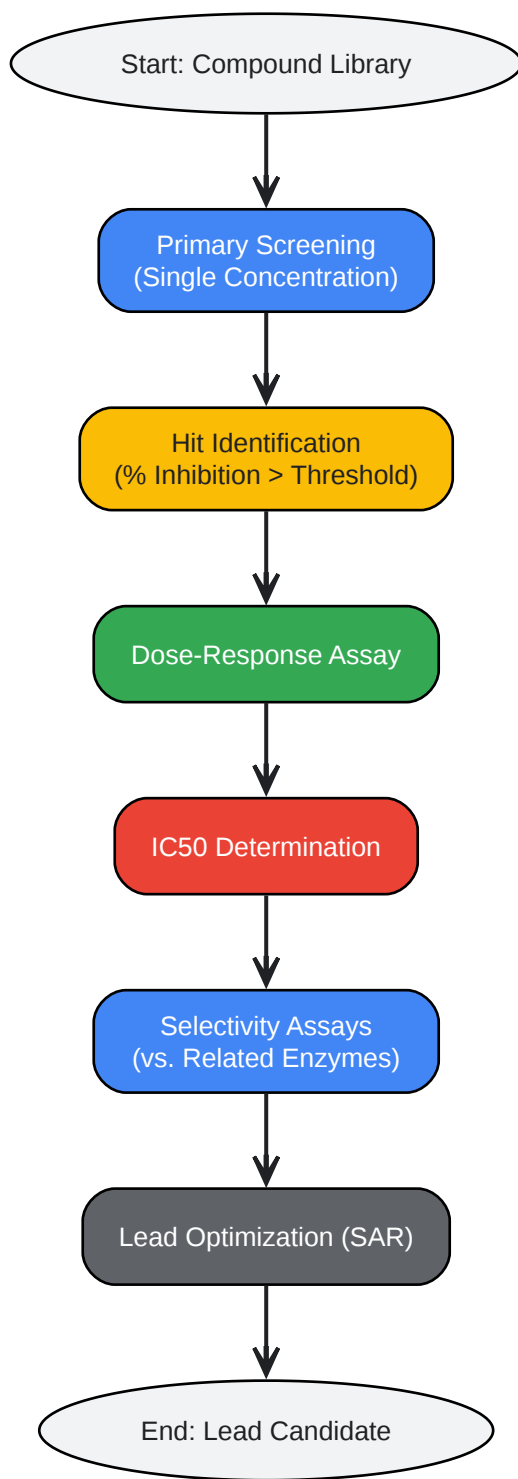 Start: Compound Library
Primary Screening
(Single Concentration)
Hit Identification
(% Inhibition > Threshold)
Dose-Response Assay
IC50 Determination
Selectivity Assays
(vs. Related Enzymes)
Lead Optimization (SAR)
End: Lead Candidate